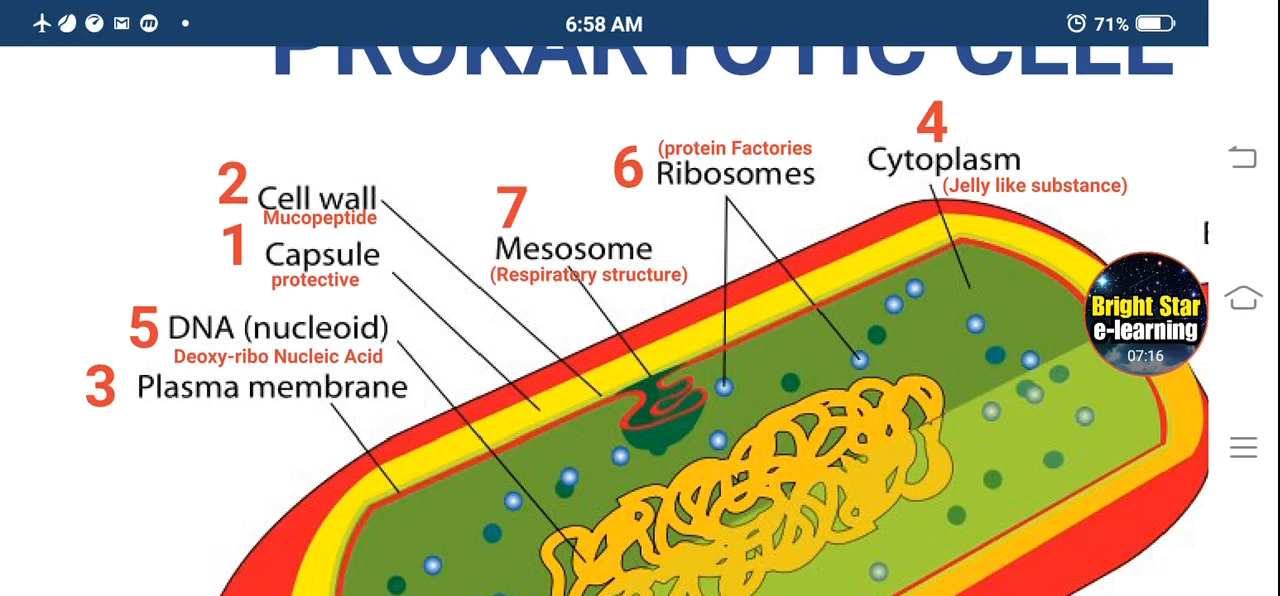 6:58 AM
71%
PROKARYOTIC CELL
4
(protein Factories
6
Ribosomes
Cytoplasm
(Jelly like substance)
2
Cell wall
Mucopeptide
7
1
Capsule
protective
Mesosome
(Respiratory structure)
5
DNA (nucleoid)
Deoxy-ribo Nucleic Acid
3
Plasma membrane
Bright Star
e-learning
07:16